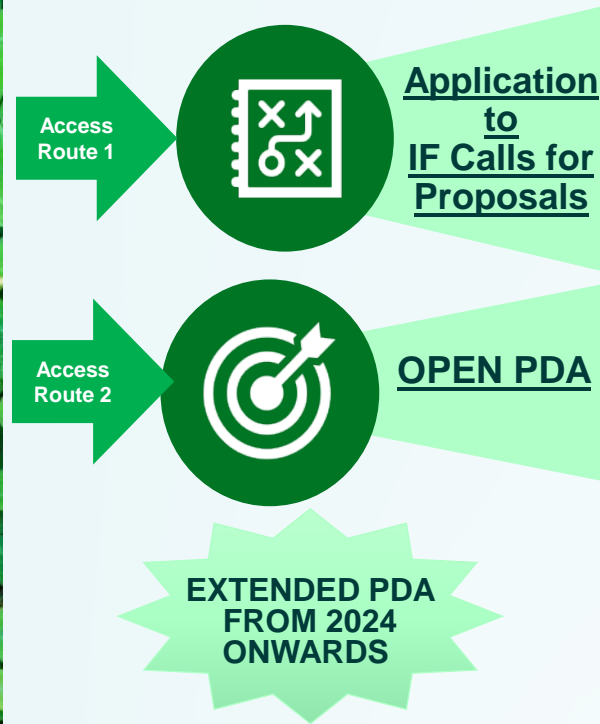 Access
Route 1
Application
to
IF Calls for
Proposals
Access
Route 2
OPEN PDA
EXTENDED PDA
FROM 2024
ONWARDS